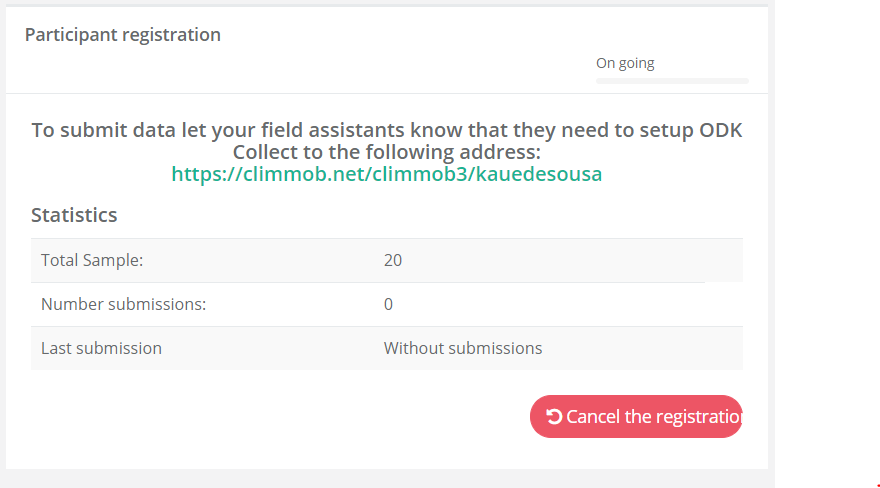 Participant registration
On going
To submit data let your field assistants know that they need to setup ODK
Collect to the following address:
https://climmob.net/climmob3/kauedesousa
Statistics
Total Sample: 20
Number submissions: 0
Last submission Without submissions
Cancel the registratio